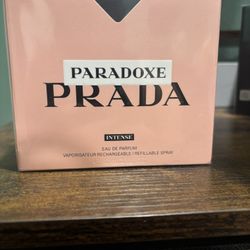 PARADOXE
PRADA
INTENSE
EAU DE PARFUM
VAPORISATEUR RECHARGEABLE / REFILLABLE SPRAY